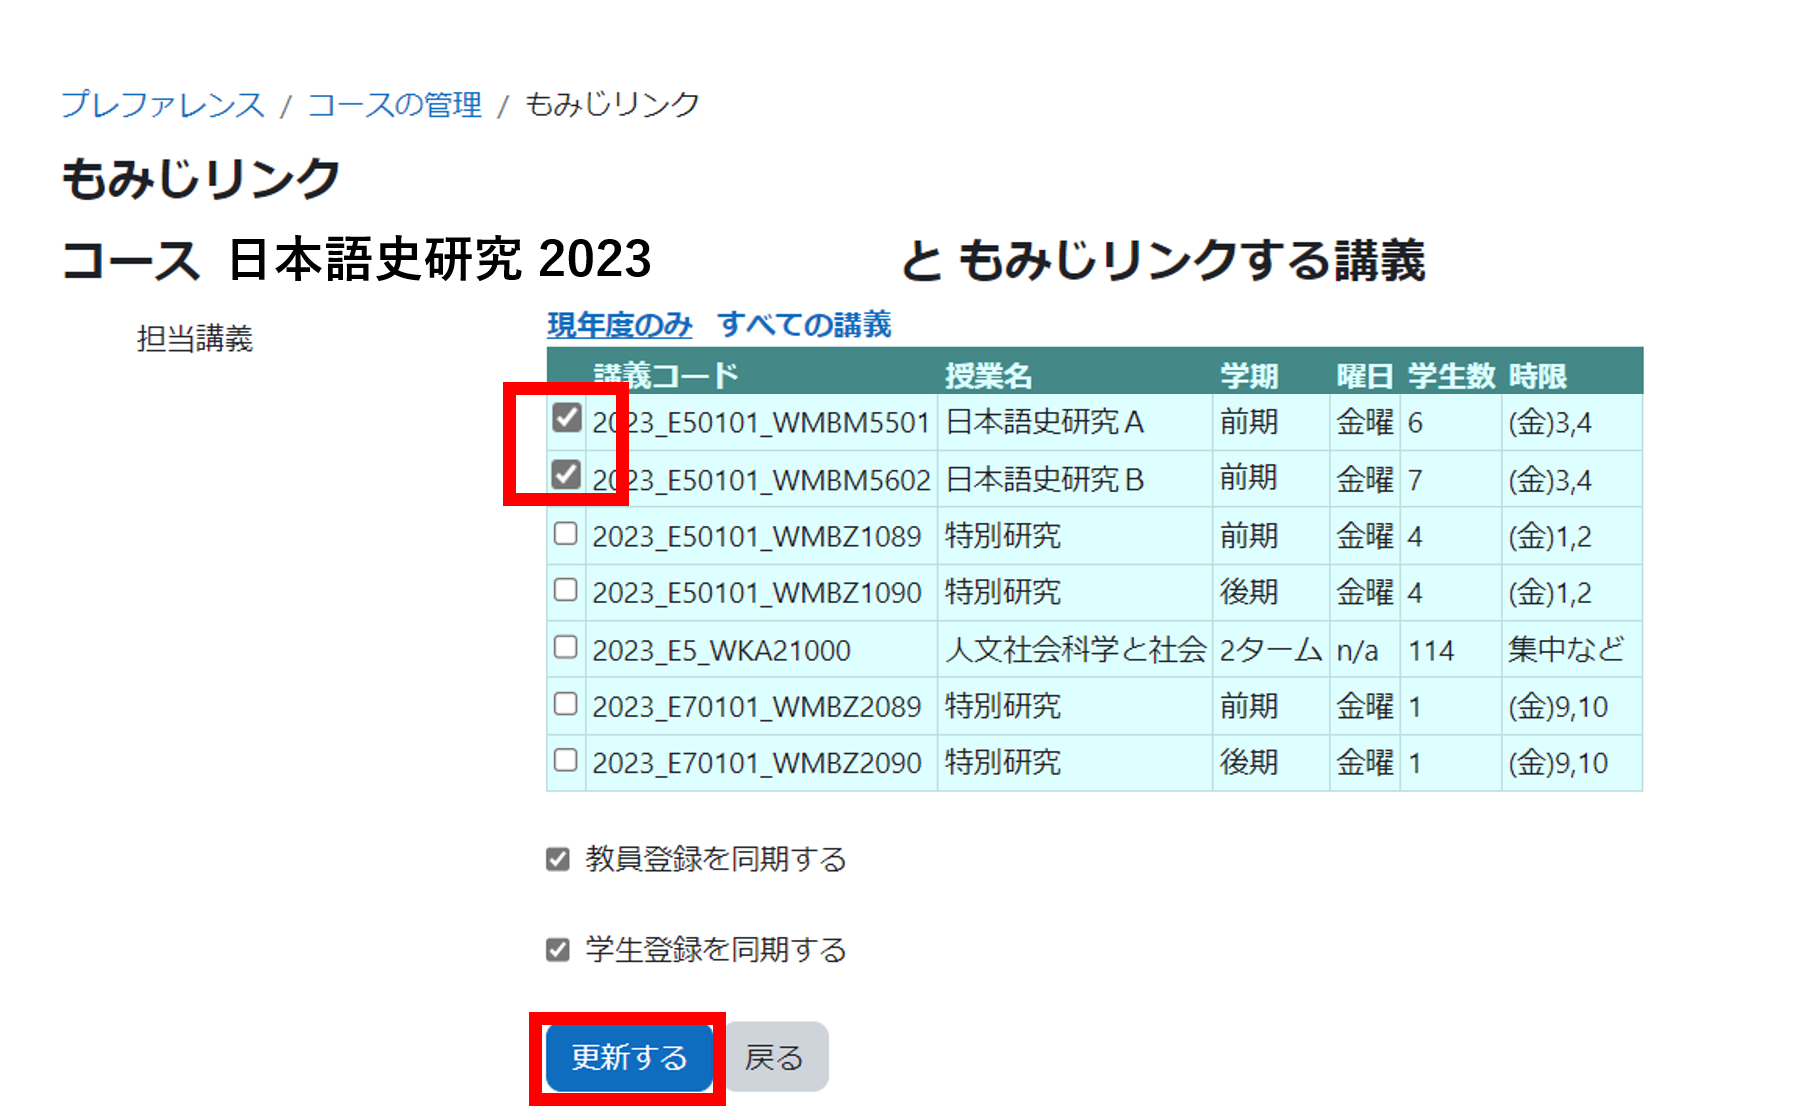 プレファレンス / コースの管理 / もみじリンク
もみじリンク
コース 日本語史研究 2023 と もみじリンクする講義
担当講義
現年度のみ すべての講義
講義コード 授業名 学期 曜日 学生数 時限
2023_E50101_WMBM5501 日本語史研究Ａ 前期 金曜 6 (金)3,4
2023_E50101_WMBM5602 日本語史研究Ｂ 前期 金曜 7 (金)3,4
2023_E50101_WMBZ1089 特別研究 前期 金曜 4 (金)1,2
2023_E50101_WMBZ1090 特別研究 後期 金曜 4 (金)1,2
2023_E5_WKA21000 人文社会科学と社会 2ターム n/a 114 集中など
2023_E70101_WMBZ2089 特別研究 前期 金曜 1 (金)9,10
2023_E70101_WMBZ2090 特別研究 後期 金曜 1 (金)9,10
教員登録を同期する
学生登録を同期する
更新する 戻る